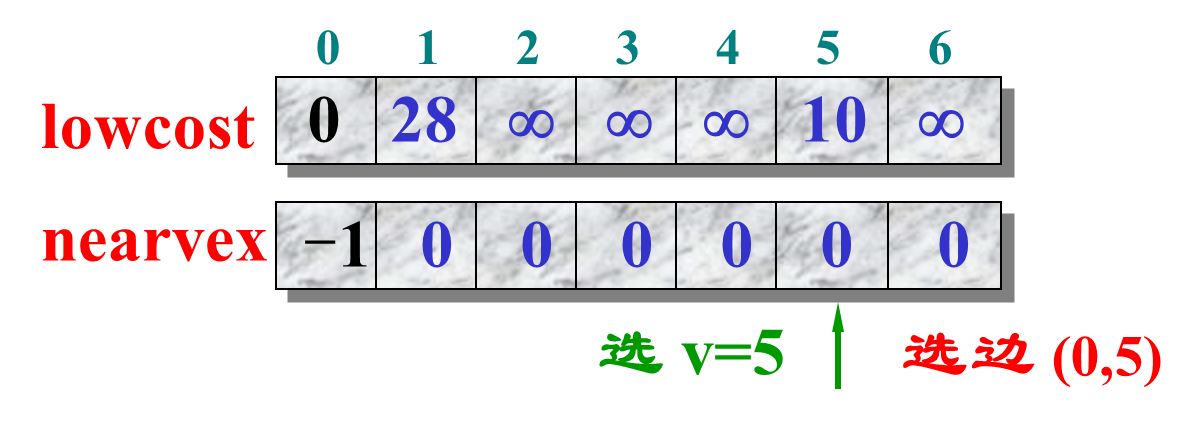 0 1 2 3 4 5 6
lowcost 0 28 ∞ ∞ ∞ 10 ∞
nearvex −1 0 0 0 0 0 0
选 v=5 选边 (0,5)